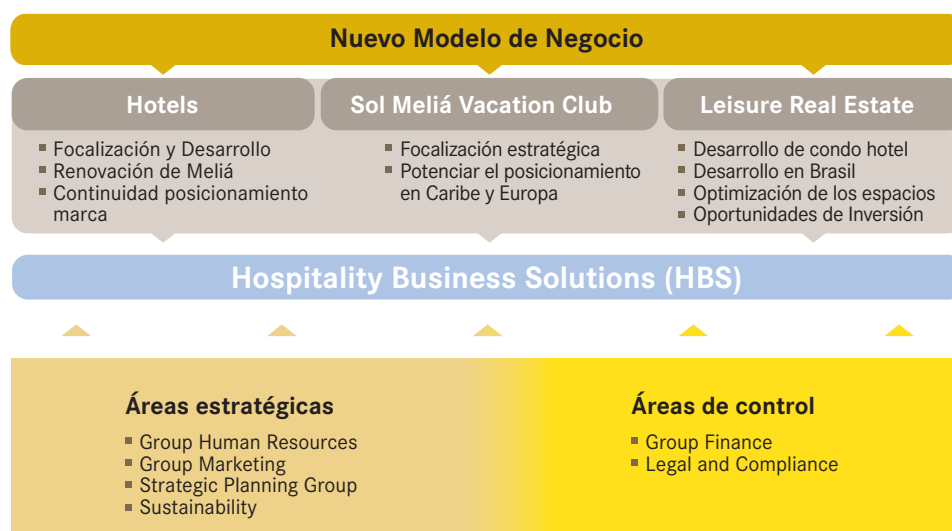 Nuevo Modelo de Negocio
Hotels
Focalización y Desarrollo
Renovación de Meliá
Continuidad posicionamiento
marca
Sol Meliá Vacation Club
Focalización estratégica
Potenciar el posicionamiento
en Caribe y Europa
Leisure Real Estate
Desarrollo de condo hotel
Desarrollo en Brasil
Optimización de los espacios
Oportunidades de Inversión
Hospitality Business Solutions (HBS)
Áreas estratégicas
Group Human Resources
Group Marketing
Strategic Planning Group
Sustainability
Áreas de control
Group Finance
Legal and Compliance